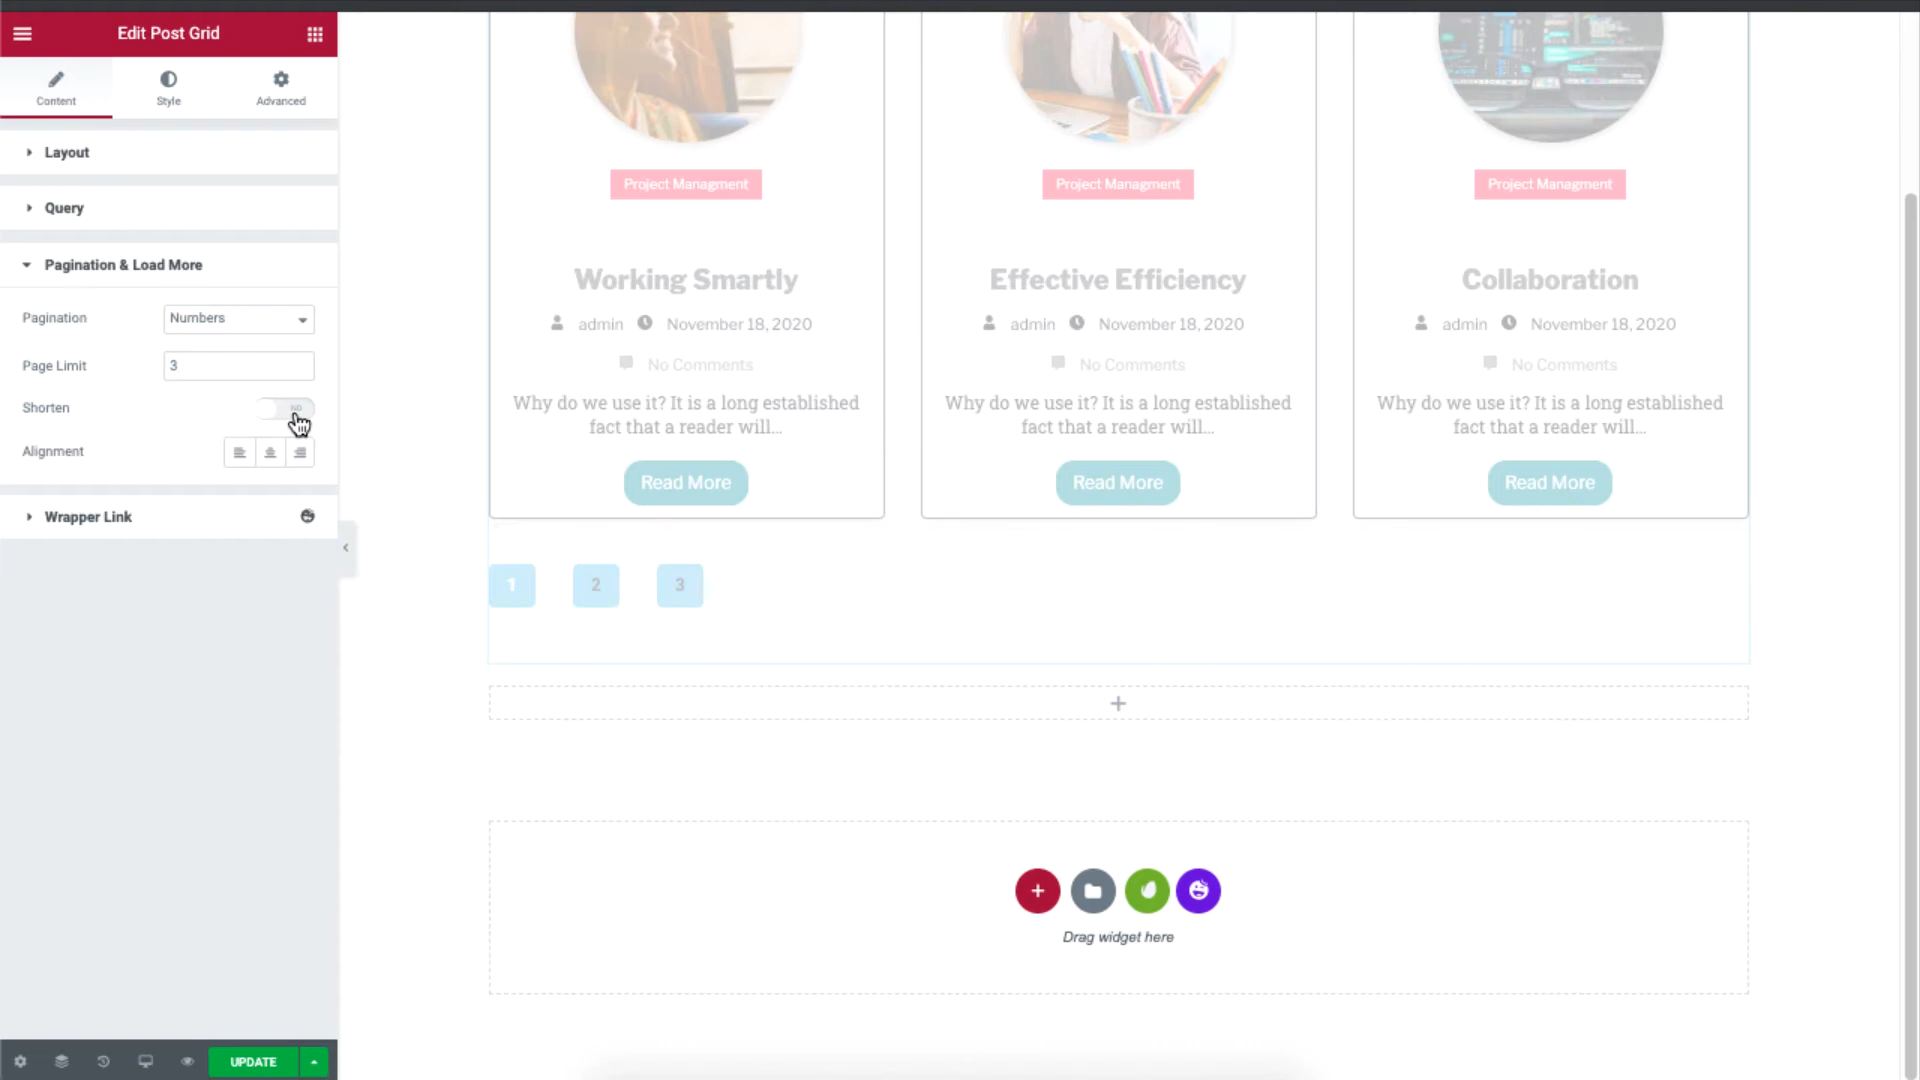 Edit Post Grid
Content
Style
Advanced
Layout
Query
Pagination & Load More
Pagination
Numbers
Page Limit
3
Shorten
NO
Alignment
Wrapper Link
UPDATE
Project Managment
Working Smartly
admin November 18, 2020
No Comments
Why do we use it? It is a long established
fact that a reader will...
Read More
Project Managment
Effective Efficiency
admin November 18, 2020
No Comments
Why do we use it? It is a long established
fact that a reader will...
Read More
Project Managment
Collaboration
admin November 18, 2020
No Comments
Why do we use it? It is a long established
fact that a reader will...
Read More
1 2 3
Drag widget here